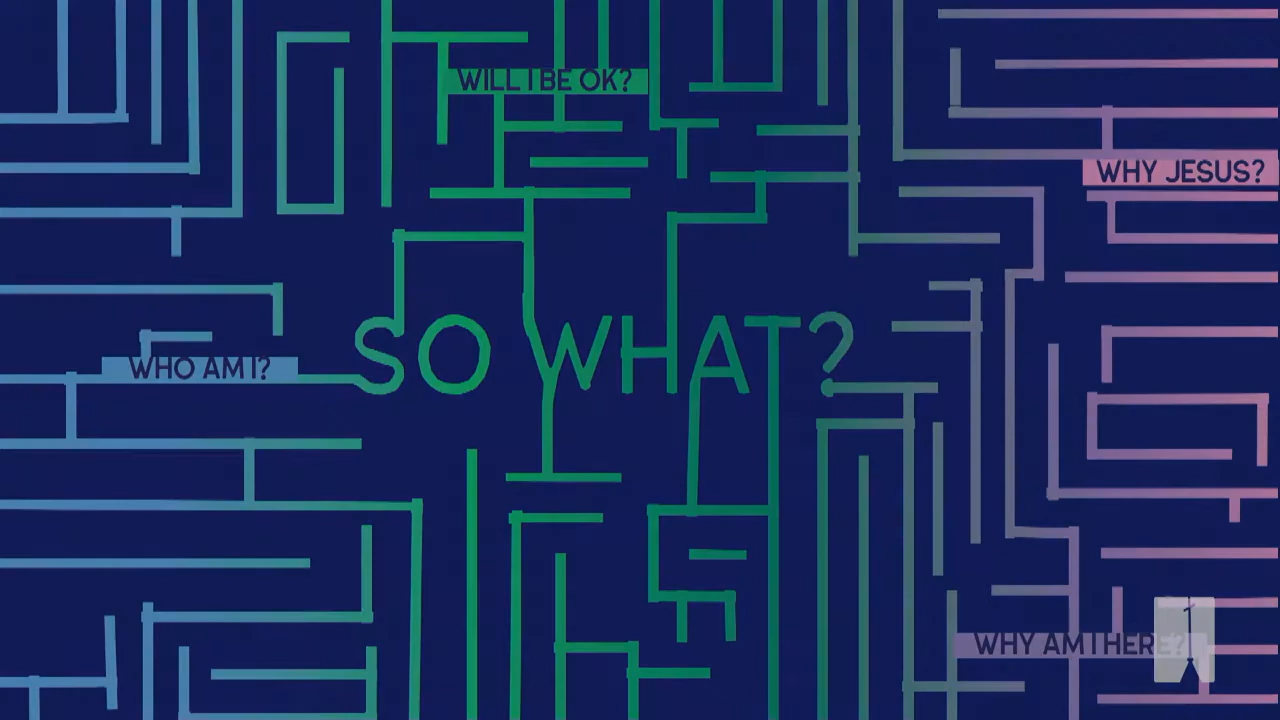 WILL I BE OK?
WHY JESUS?
SO WHAT?
WHO AM I?
WHY AM I HERE?